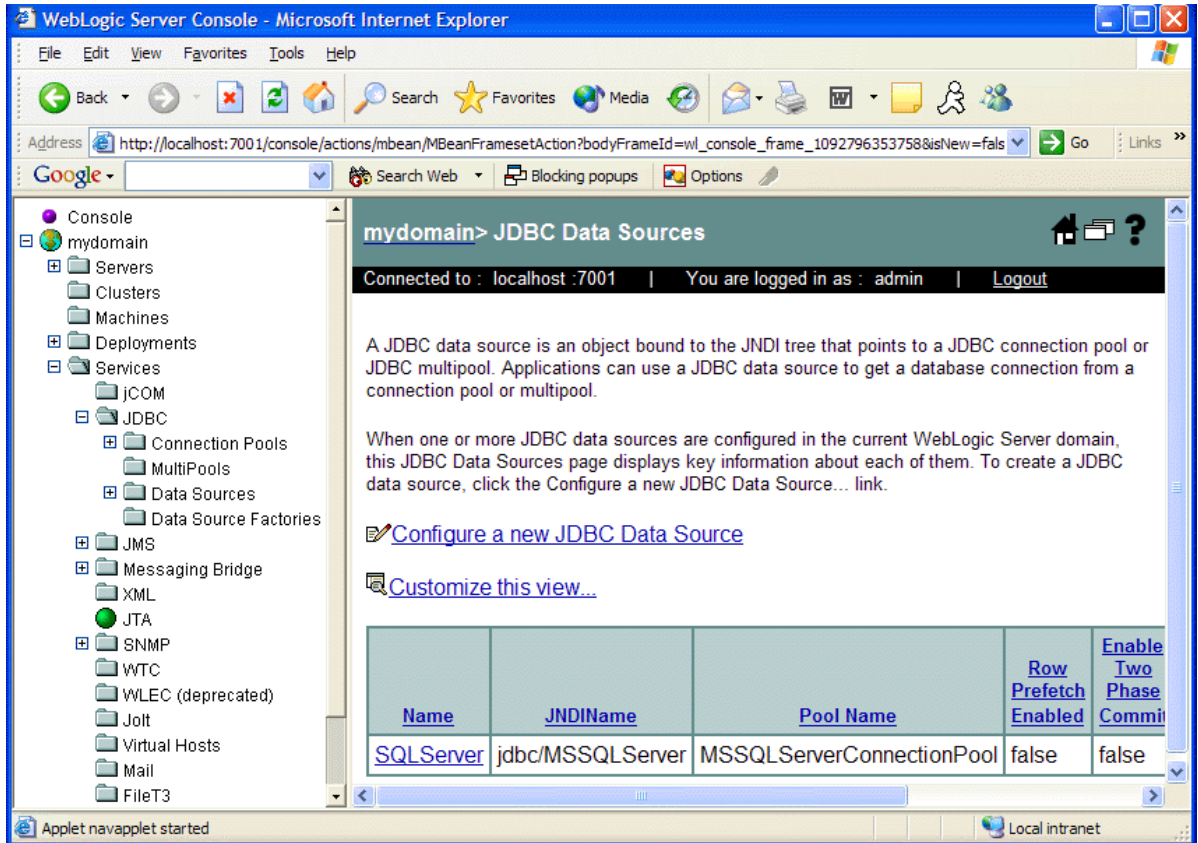 WebLogic Server Console - Microsoft Internet Explorer
File Edit View Favorites Tools Help
Back Search Favorites Media W
Address http://localhost:7001/console/actions/mbean/MBeanFramesetAction?bodyFrameId=wl_console_frame_1092796353758&isNew=fals Go Links »
Google Search Web Blocking popups Options
Console
mydomain
Servers
Clusters
Machines
Deployments
Services
jCOM
JDBC
Connection Pools
MultiPools
Data Sources
Data Source Factories
JMS
Messaging Bridge
XML
JTA
SNMP
WTC
WLEC (deprecated)
Jolt
Virtual Hosts
Mail
FileT3
mydomain> JDBC Data Sources ?
Connected to : localhost :7001 | You are logged in as : admin | Logout
A JDBC data source is an object bound to the JNDI tree that points to a JDBC connection pool or
JDBC multipool. Applications can use a JDBC data source to get a database connection from a
connection pool or multipool.
When one or more JDBC data sources are configured in the current WebLogic Server domain,
this JDBC Data Sources page displays key information about each of them. To create a JDBC
data source, click the Configure a new JDBC Data Source... link.
Configure a new JDBC Data Source
Customize this view...
Name JNDIName Pool Name Row Prefetch Enabled Enable Two Phase Commit
SQLServer jdbc/MSSQLServer MSSQLServerConnectionPool false false
Applet navapplet started Local intranet